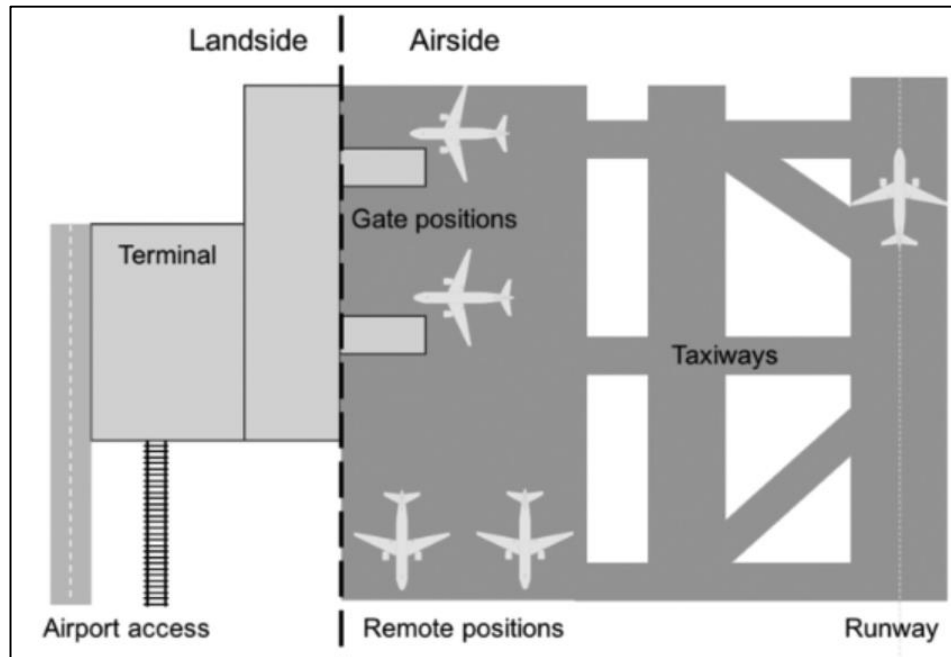 Landside
Airside
Gate positions
Terminal
Taxiways
Airport access
Remote positions
Runway